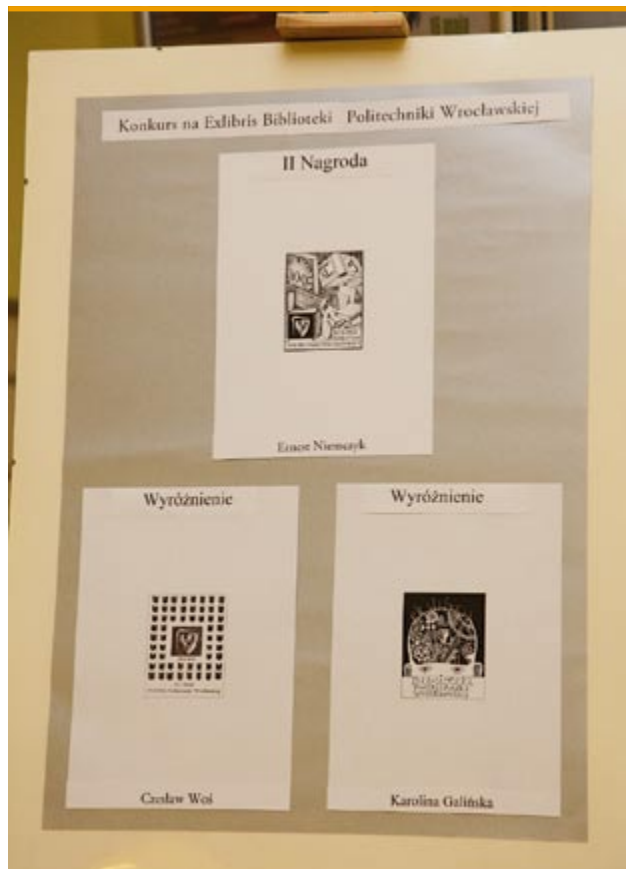 Konkurs na Exlibris Biblioteki Politechniki Wrocławskiej
II Nagroda
Ernest Niemczyk
Wyróżnienie
Wyróżnienie
Czesław Woś
Karolina Galińska